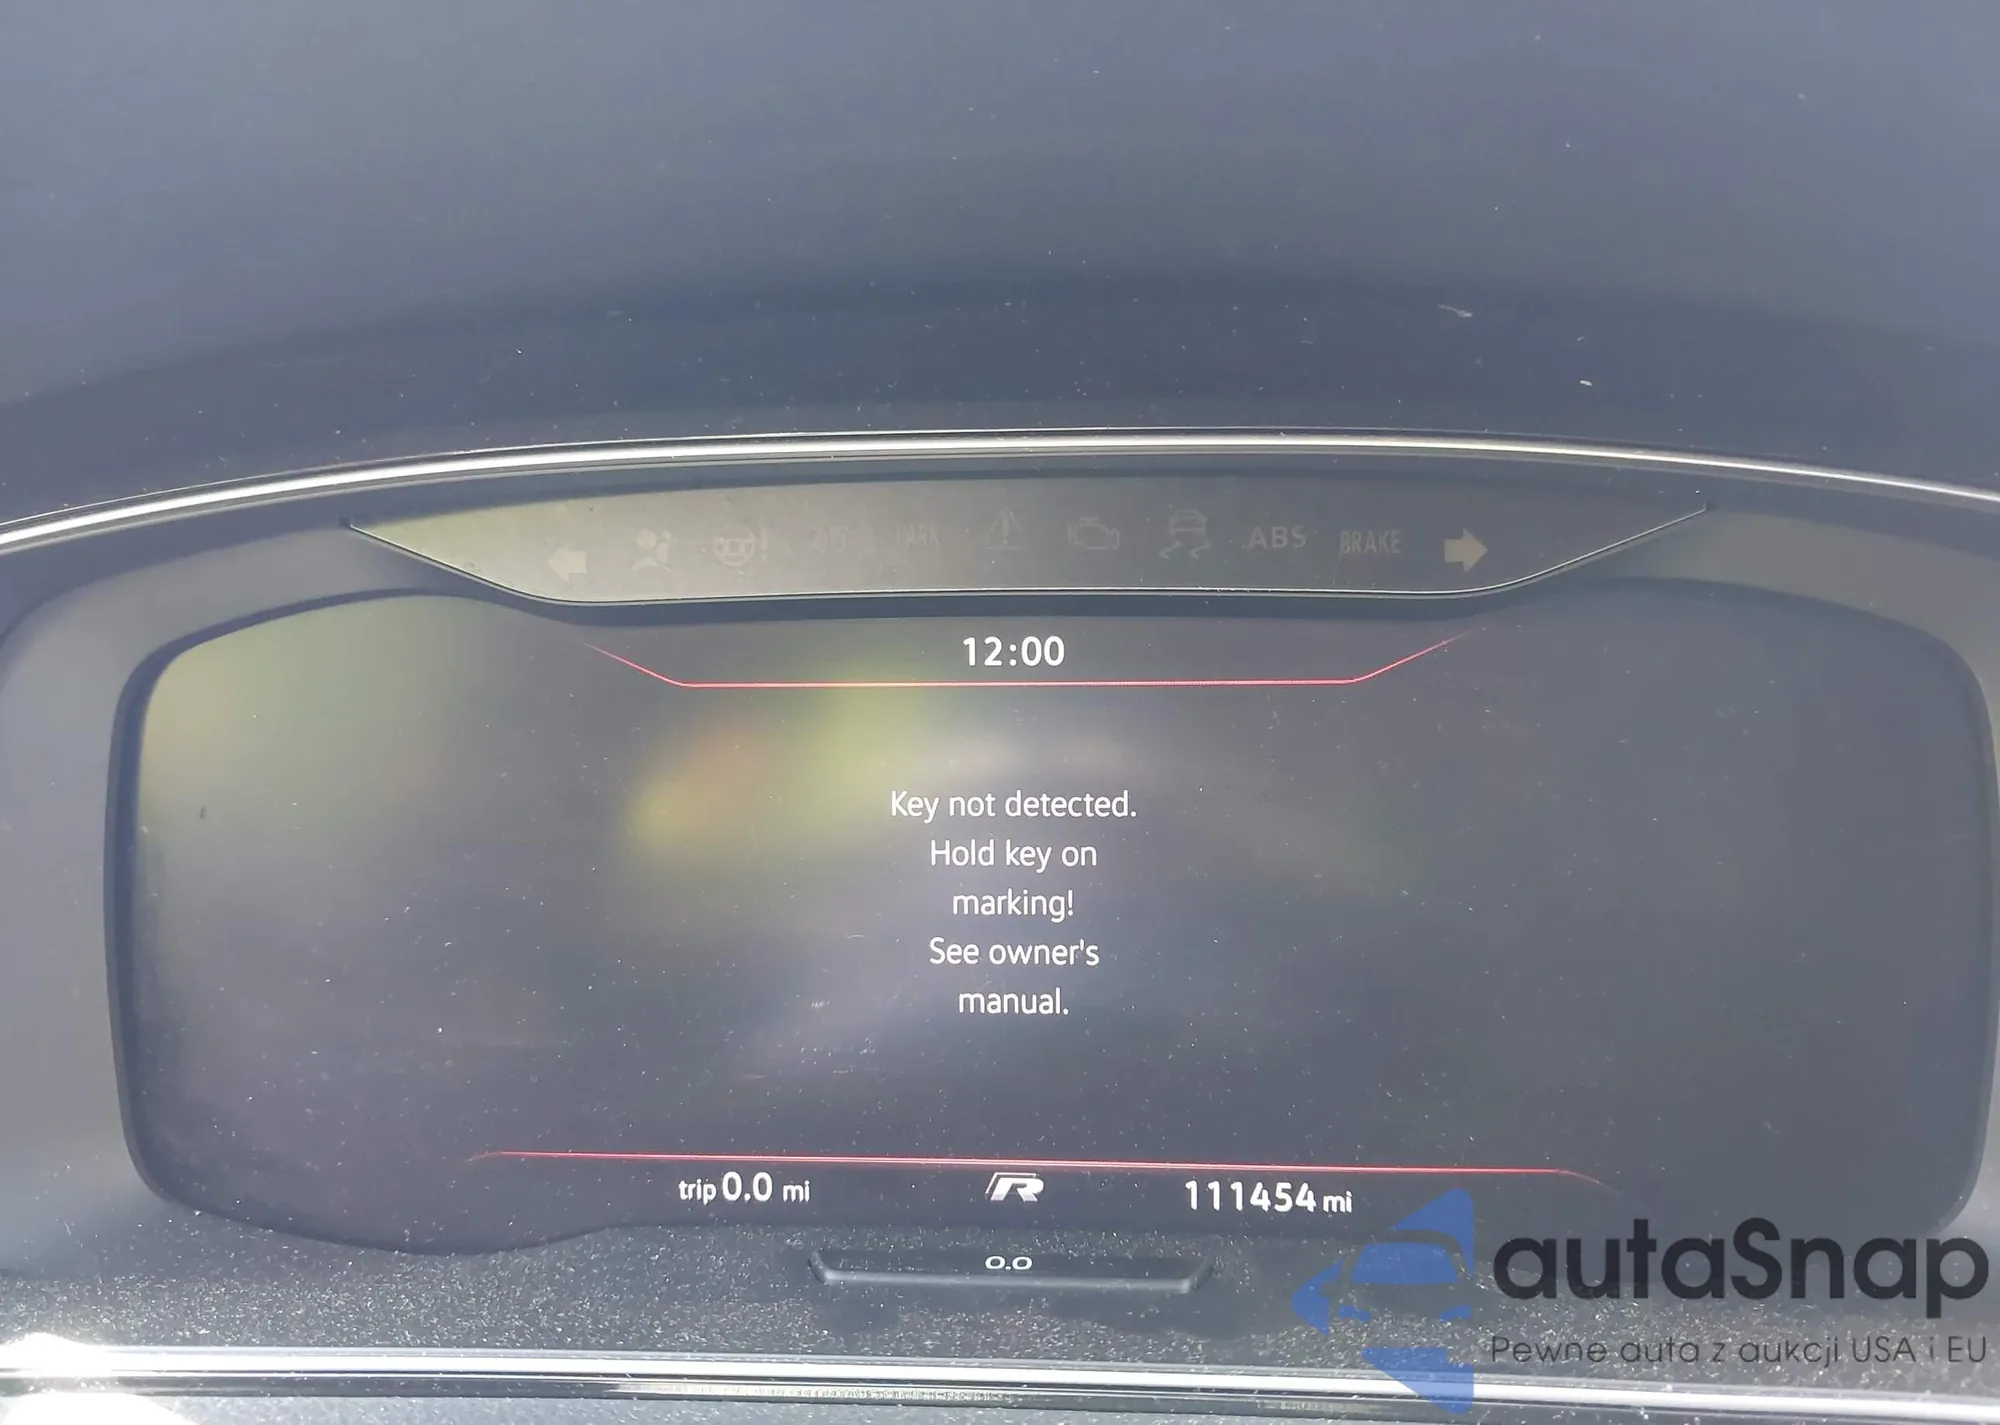 PARK ABS BRAKE
12:00
Key not detected.
Hold key on
marking!
See owner's
manual.
trip 0.0 mi R 111454 mi
0.0
autaSnap
Pewne auta z aukcji USA i EU